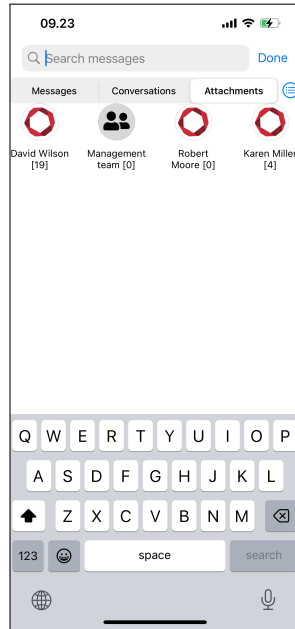 09.23
Search messages
Done
Messages
Conversations
Attachments
David Wilson
[19]
Management
team [0]
Robert
Moore [0]
Karen Miller
[4]
Q W E R T Y U I O P
A S D F G H J K L
Z X C V B N M
123
space
search